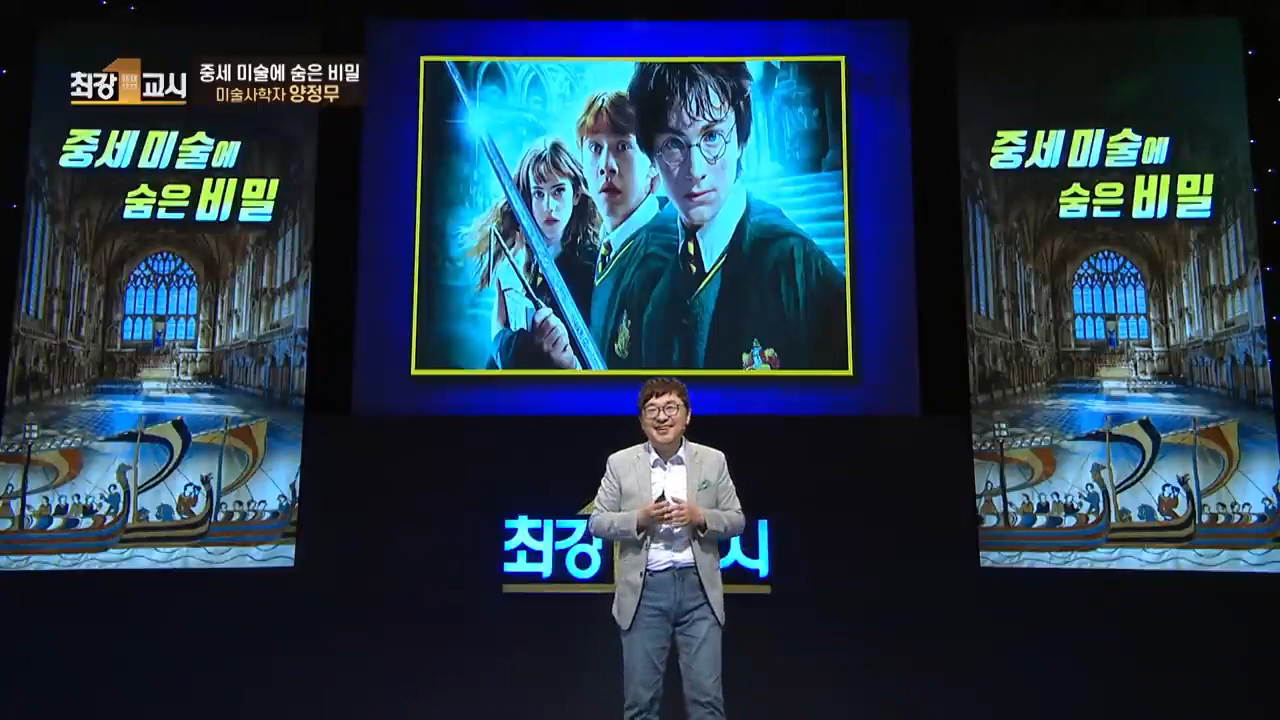 최강1교시
중세 미술에 숨은 비밀
미술사학자 양정무
중세 미술에
숨은 비밀
중세 미술에
숨은 비밀
최강
시